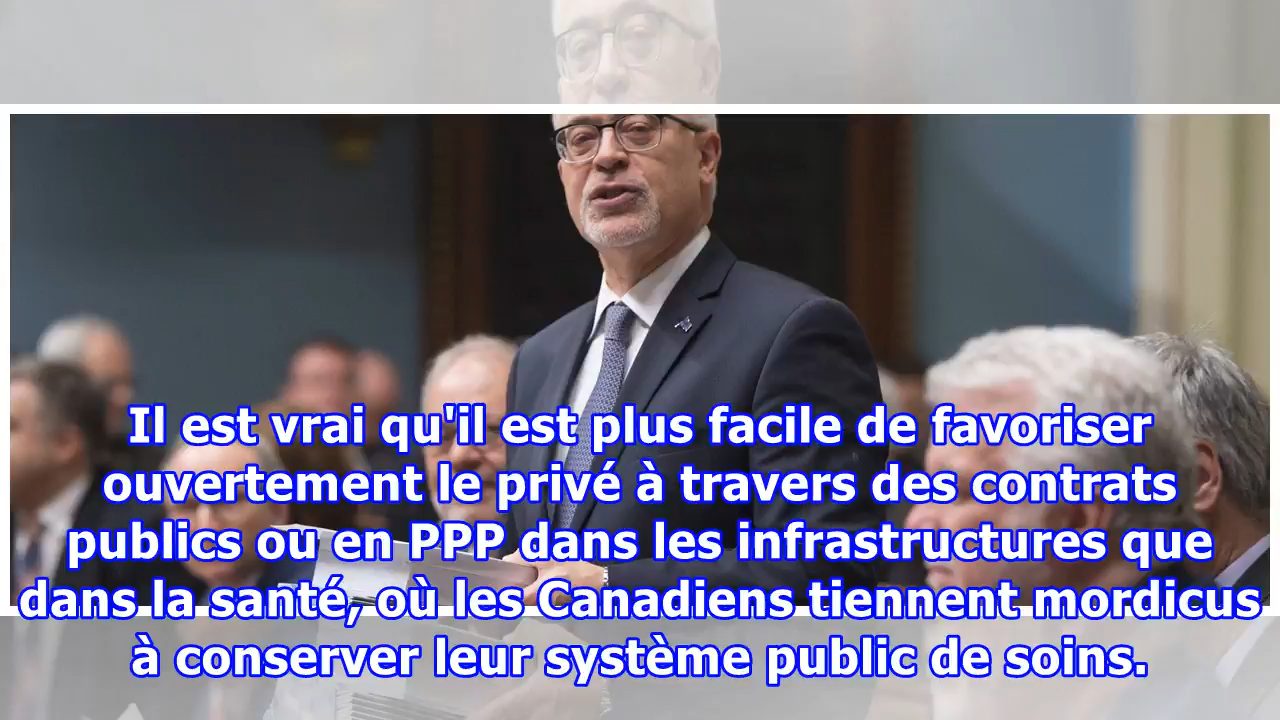 Il est vrai qu'il est plus facile de favoriser
ouvertement le privé à travers des contrats
publics ou en PPP dans les infrastructures que
dans la santé, où les Canadiens tiennent mordicus
à conserver leur système public de soins.